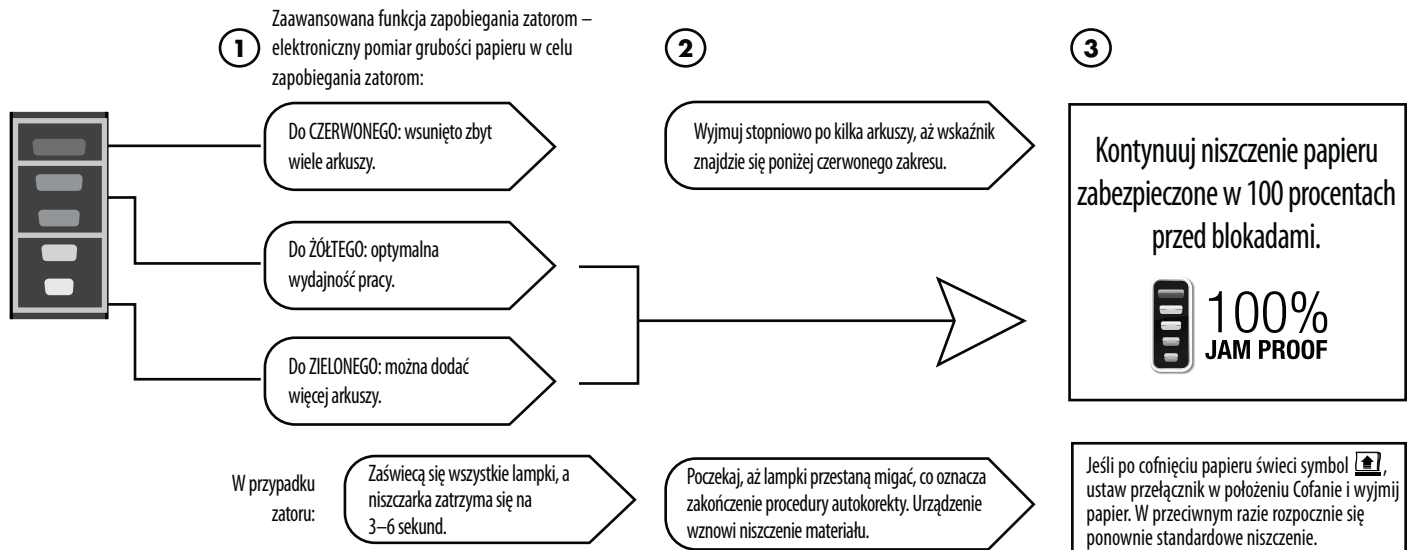 1
Zaawansowana funkcja zapobiegania zatorom –
elektroniczny pomiar grubości papieru w celu
zapobiegania zatorom:
Do CZERWONEGO: wsunięto zbyt
wiele arkuszy.
Do ŻÓŁTEGO: optymalna
wydajność pracy.
Do ZIELONEGO: można dodać
więcej arkuszy.
2
Wyjmuj stopniowo po kilka arkuszy, aż wskaźnik
znajdzie się poniżej czerwonego zakresu.
3
Kontynuuj niszczenie papieru
zabezpieczone w 100 procentach
przed blokadami.
100%
JAM PROOF
W przypadku
zatoru:
Zaświecą się wszystkie lampki, a
niszczarka zatrzyma się na
3–6 sekund.
Poczekaj, aż lampki przestaną migać, co oznacza
zakończenie procedury autokorekty. Urządzenie
wznowi niszczenie materiału.
Jeśli po cofnięciu papieru świeci symbol ,
ustaw przełącznik w położeniu Cofanie i wyjmij
papier. W przeciwnym razie rozpocznie się
ponownie standardowe niszczenie.